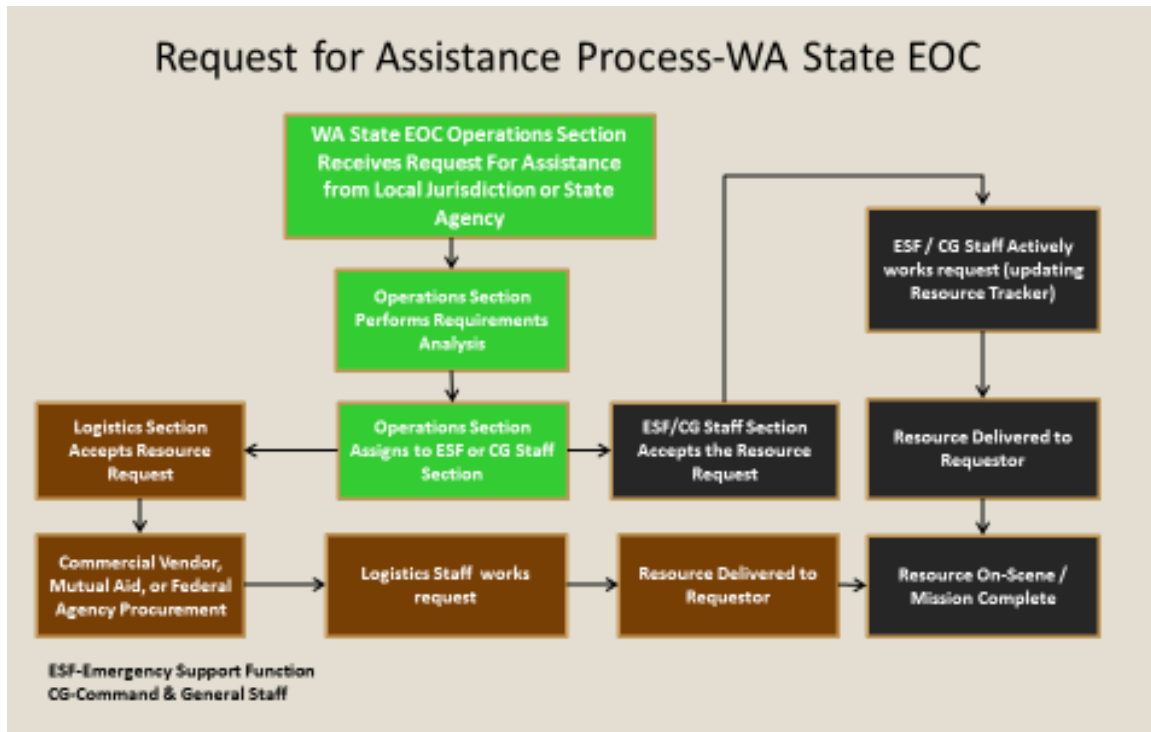 Request for Assistance Process-WA State EOC
WA State EOC Operations Section
Receives Request For Assistance
from Local Jurisdiction or State
Agency
Operations Section
Performs Requirements
Analysis
ESF / CG Staff Actively
works request (updating
Resource Tracker)
Logistics Section
Accepts Resource
Request
Operations Section
Assigns to ESF or CG Staff
Section
ESF/CG Staff Section
Accepts the Resource
Request
Resource Delivered to
Requestor
Commercial Vendor,
Mutual Aid, or Federal
Agency Procurement
Logistics Staff works
request
Resource Delivered to
Requestor
Resource On-Scene /
Mission Complete
ESF-Emergency Support Function
CG-Command & General Staff